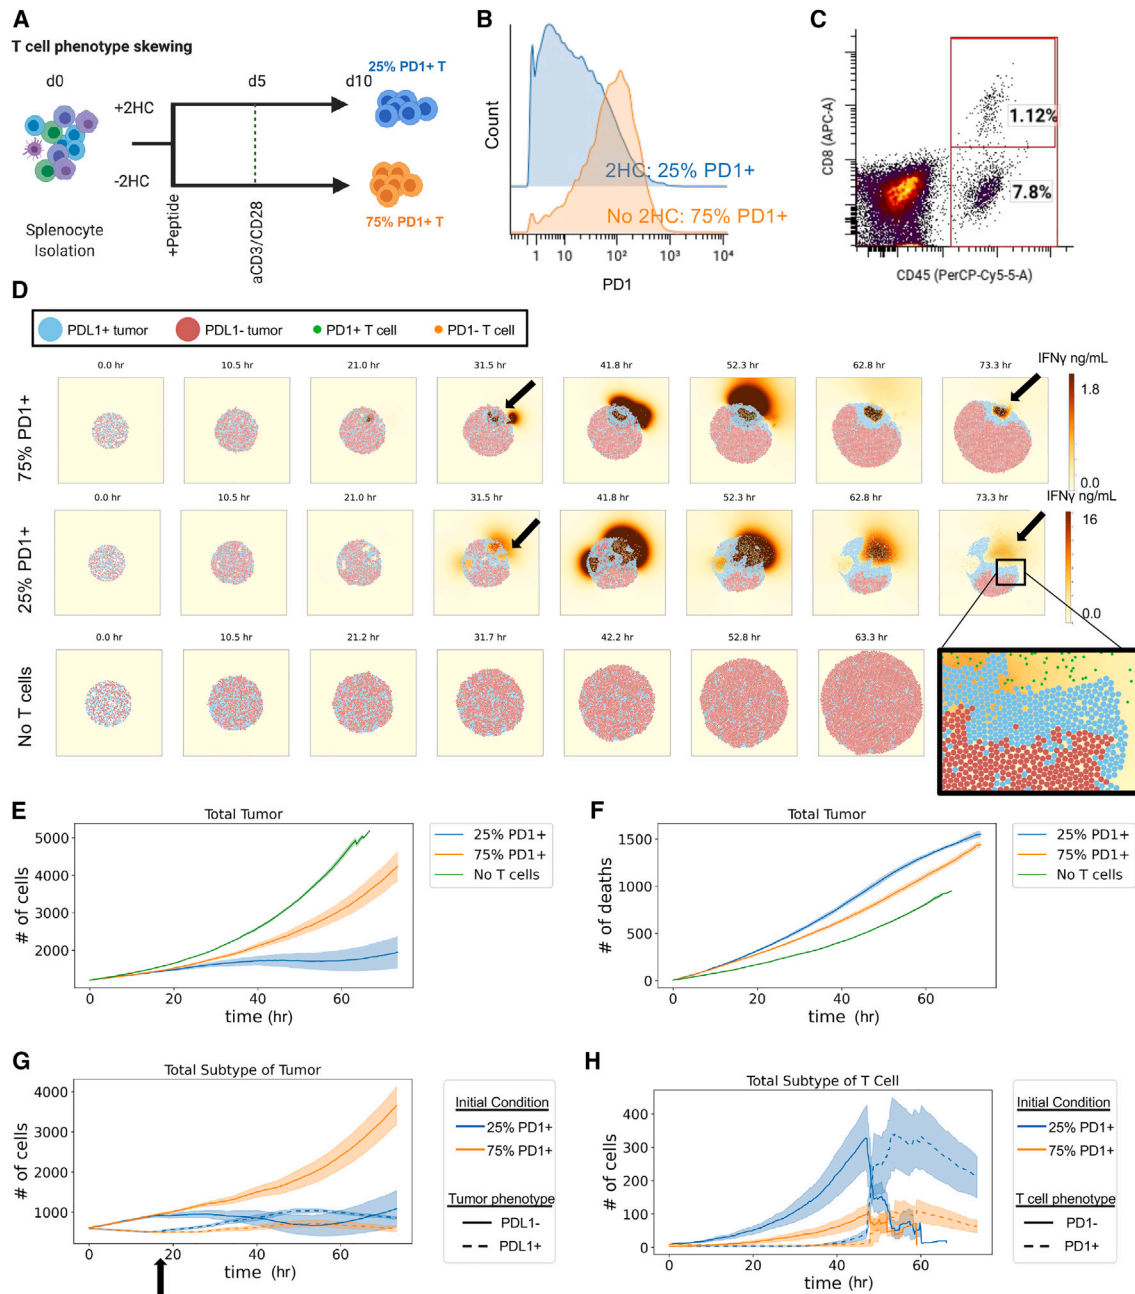 A
T cell phenotype skewing
d0
d5
d10
25% PD1+ T
+2HC
-2HC
75% PD1+ T
Splenocyte
Isolation
+Peptide
aCD3/CD28
B
Count
2HC: 25% PD1+
No 2HC: 75% PD1+
1
10
10²
10³
10⁴
PD1
C
CD8 (APC-A)
1.12%
7.8%
CD45 (PerCP-Cy5-5-A)
D
PDL1+ tumor
PDL1- tumor
PD1+ T cell
PD1- T cell
75% PD1+
0.0 hr
10.5 hr
21.0 hr
31.5 hr
41.8 hr
52.3 hr
62.8 hr
73.3 hr
IFNγ ng/mL
1.8
0.0
25% PD1+
0.0 hr
10.5 hr
21.0 hr
31.5 hr
41.8 hr
52.3 hr
62.8 hr
73.3 hr
IFNγ ng/mL
16
0.0
No T cells
0.0 hr
10.5 hr
21.2 hr
31.7 hr
42.2 hr
52.8 hr
63.3 hr
E
Total Tumor
# of cells
5000
4000
3000
2000
0
20
40
60
time (hr)
25% PD1+
75% PD1+
No T cells
F
Total Tumor
# of deaths
1500
1000
500
0
0
20
40
60
time (hr)
25% PD1+
75% PD1+
No T cells
G
Total Subtype of Tumor
# of cells
4000
3000
2000
1000
0
20
40
60
time (hr)
Initial Condition
25% PD1+
75% PD1+
Tumor phenotype
PDL1-
PDL1+
H
Total Subtype of T Cell
# of cells
400
300
200
100
0
0
20
40
60
time (hr)
Initial Condition
25% PD1+
75% PD1+
T cell phenotype
PD1-
PD1+